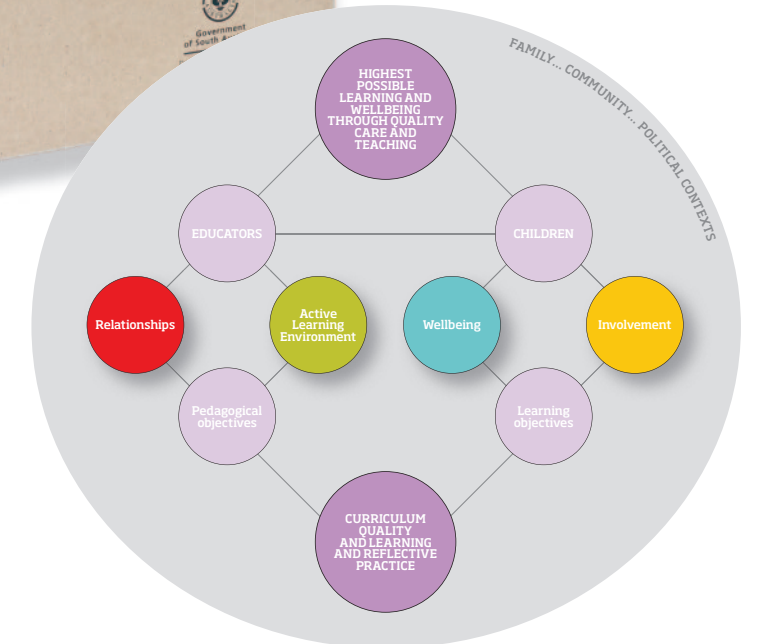 Government
of South
FAMILY... COMMUNITY... POLITICAL CONTEXTS
HIGHEST
POSSIBLE
LEARNING AND
WELLBEING
THROUGH QUALITY
CARE AND
TEACHING
EDUCATORS
CHILDREN
Relationships
Active
Learning
Environment
Wellbeing
Involvement
Pedagogical
objectives
Learning
objectives
CURRICULUM
QUALITY
AND LEARNING
AND REFLECTIVE
PRACTICE